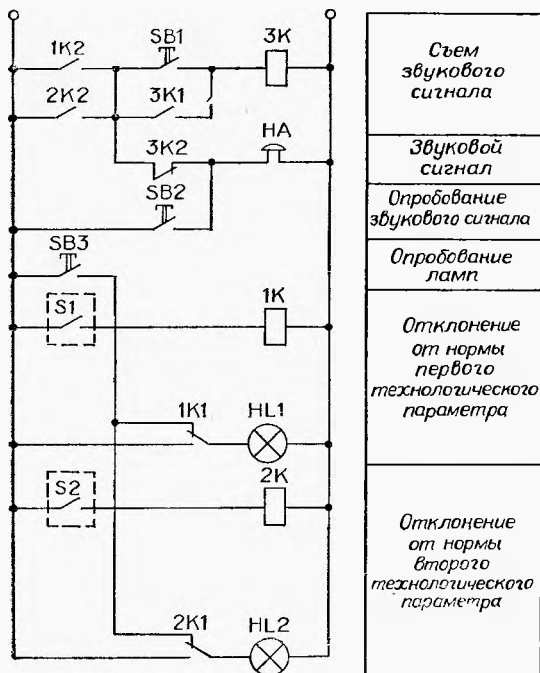 1K2
SB1
3K
Съем
звукового
сигнала
2K2
3K1
HA
3K2
Звуковой
сигнал
SB2
Опробование
звукового сигнала
SB3
Опробование
ламп
S1
1K
Отклонение
от нормы
первого
технологического
параметра
1K1
HL1
S2
2K
Отклонение
от нормы
второго
технологического
параметра
2K1
HL2